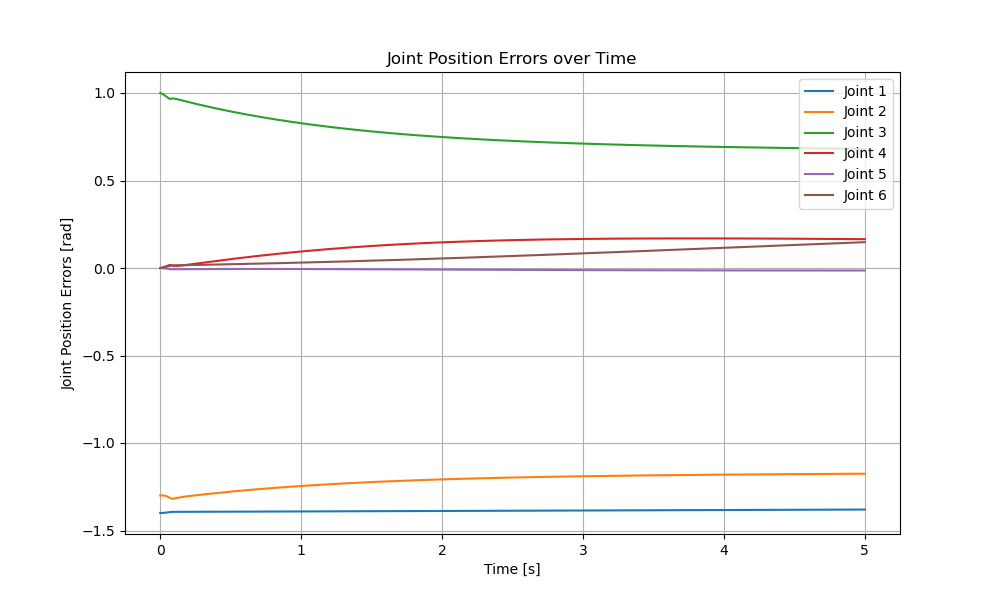 Joint Position Errors over Time
Joint Position Errors [rad]
1.0
0.5
0.0
−0.5
−1.0
−1.5
Joint 1
Joint 2
Joint 3
Joint 4
Joint 5
Joint 6
0 1 2 3 4 5
Time [s]